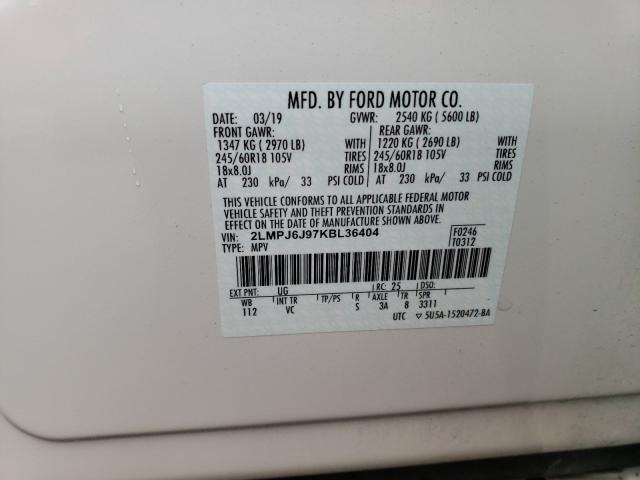 MFD. BY FORD MOTOR CO.
DATE: 03/19 GVWR: 2540 KG ( 5600 LB)
FRONT GAWR: REAR GAWR:
1347 KG ( 2970 LB) WITH 1220 KG ( 2690 LB) WITH
245/60R18 105V TIRES 245/60R18 105V TIRES
18x8.0J RIMS 18x8.0J RIMS
AT 230 kPa/ 33 PSI COLD AT 230 kPa/ 33 PSI COLD
THIS VEHICLE CONFORMS TO ALL APPLICABLE FEDERAL MOTOR
VEHICLE SAFETY AND THEFT PREVENTION STANDARDS IN
EFFECT ON THE DATE OF MANUFACTURE SHOWN ABOVE.
VIN: 2LMPJ6J97KBL36404 F0246
TYPE: MPV T0312
EXT PNT: UG RC: 25 DSO:
WB INT TR TP/PS R AXLE TR SPR
112 VC S 3A 8 3311
UTC ▽ 5U5A-1520472-BA